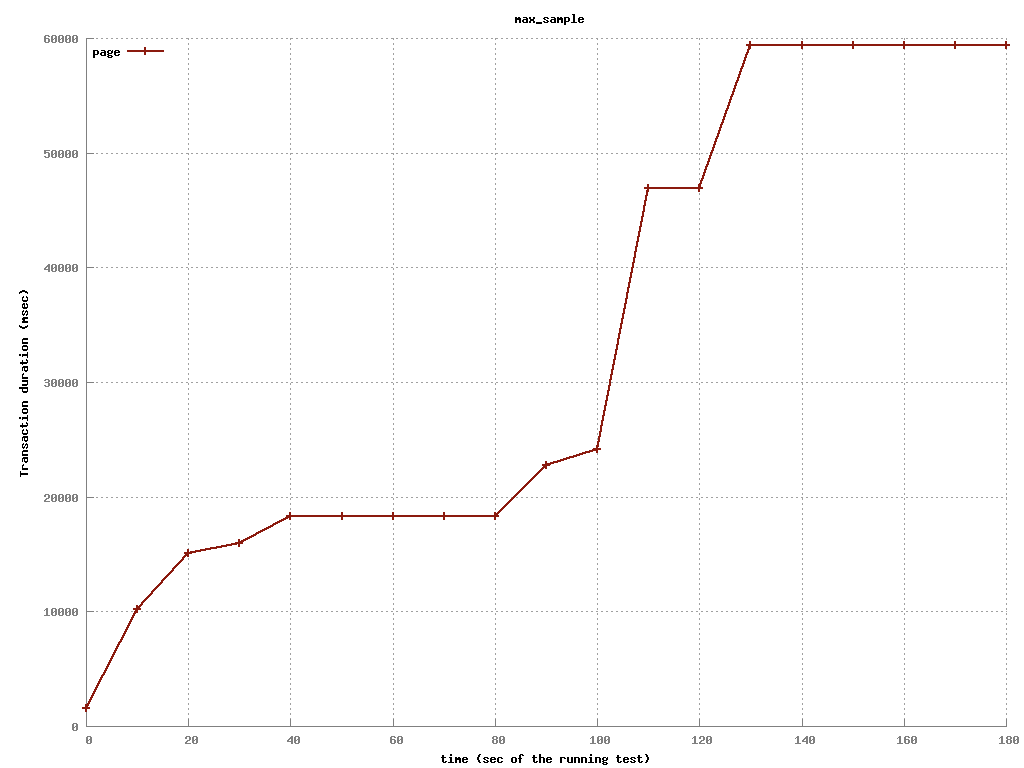 max_sample
page
60000
50000
40000
30000
20000
10000
0
Transaction duration (msec)
0 20 40 60 80 100 120 140 160 180
time (sec of the running test)